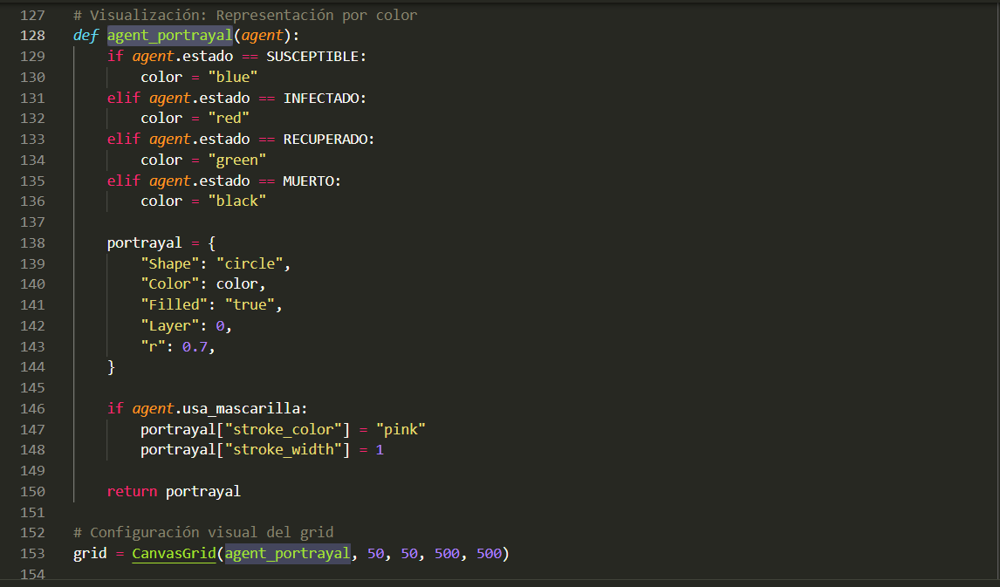 127 # Visualización: Representación por color
128 def agent_portrayal(agent):
129     if agent.estado == SUSCEPTIBLE:
130         color = "blue"
131     elif agent.estado == INFECTADO:
132         color = "red"
133     elif agent.estado == RECUPERADO:
134         color = "green"
135     elif agent.estado == MUERTO:
136         color = "black"
137
138     portrayal = {
139         "Shape": "circle",
140         "Color": color,
141         "Filled": "true",
142         "Layer": 0,
143         "r": 0.7,
144     }
145
146     if agent.usa_mascarilla:
147         portrayal["stroke_color"] = "pink"
148         portrayal["stroke_width"] = 1
149
150     return portrayal
151
152 # Configuración visual del grid
153 grid = CanvasGrid(agent_portrayal, 50, 50, 500, 500)
154